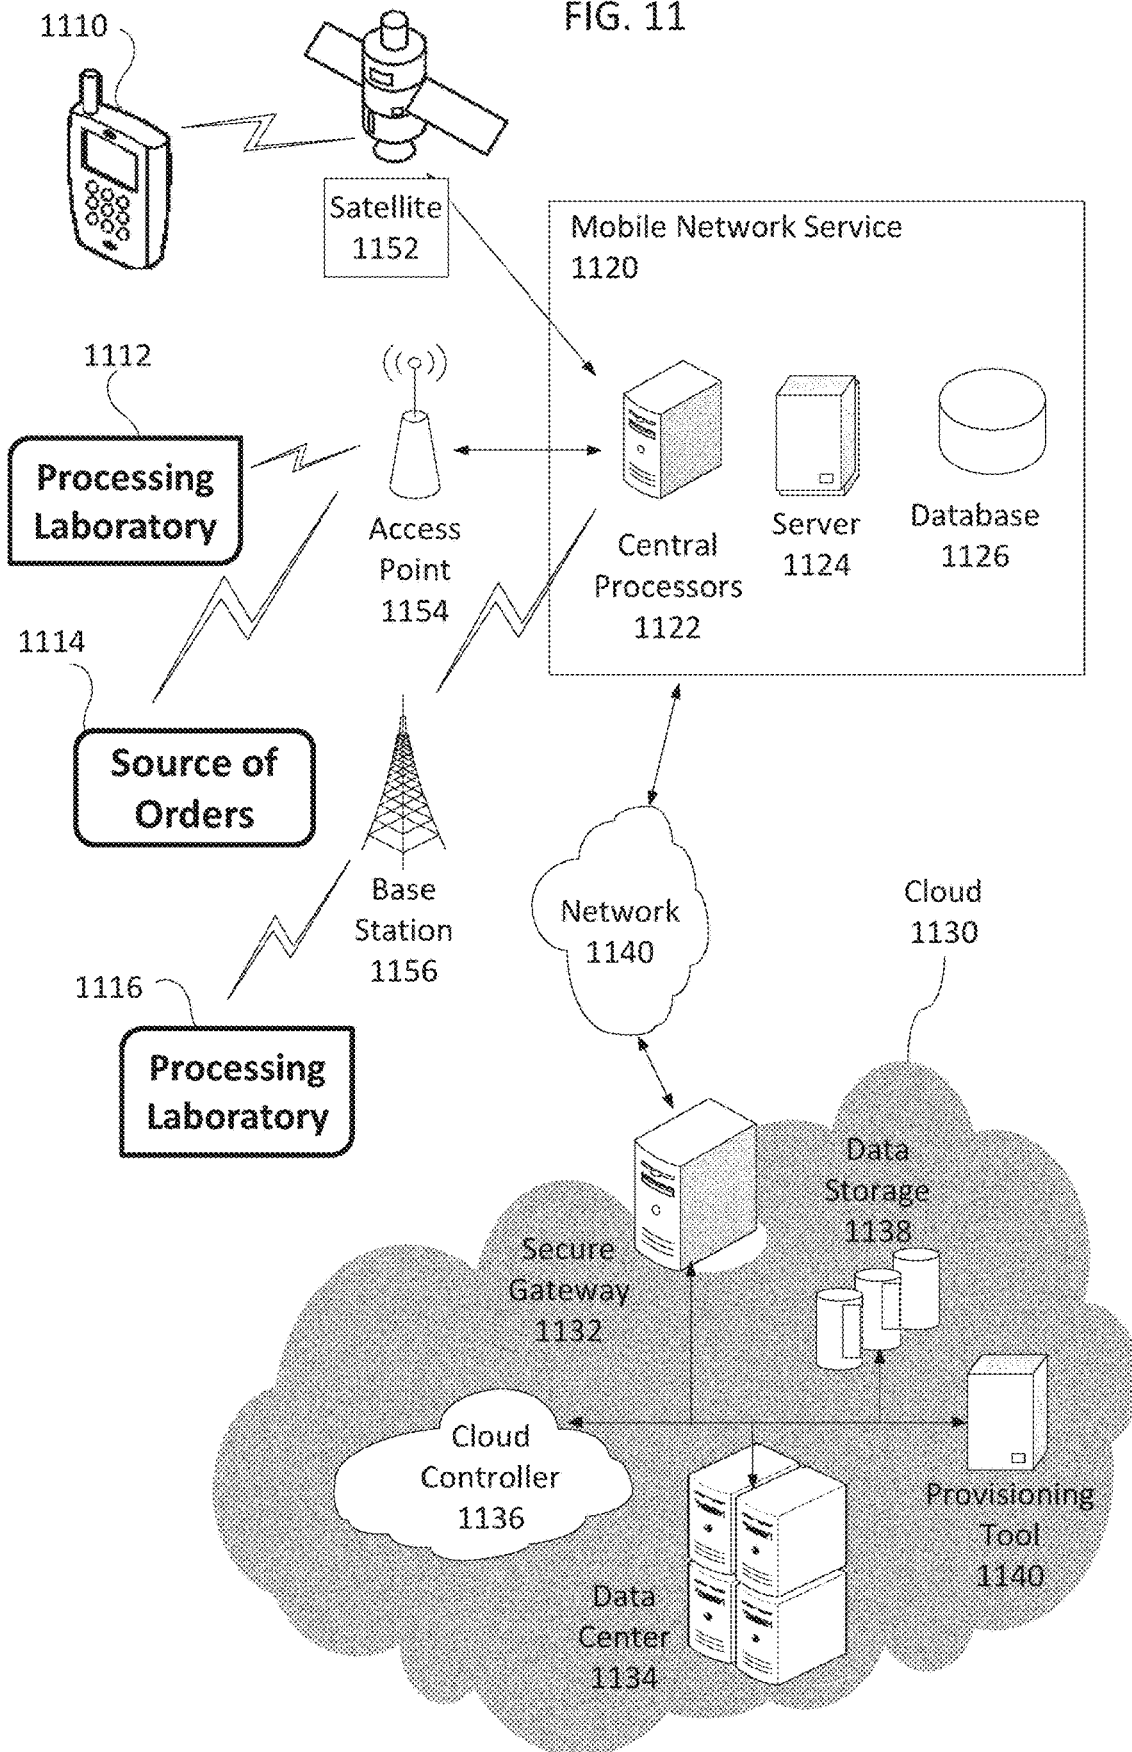 FIG. 11
1110
Satellite
1152
Mobile Network Service
1120
1112
Processing
Laboratory
Access
Point
1154
Central
Processors
1122
Server
1124
Database
1126
1114
Source of
Orders
Base
Station
1156
Network
1140
Cloud
1130
1116
Processing
Laboratory
Data
Storage
1138
Secure
Gateway
1132
Cloud
Controller
1136
Provisioning
Tool
1140
Data
Center
1134